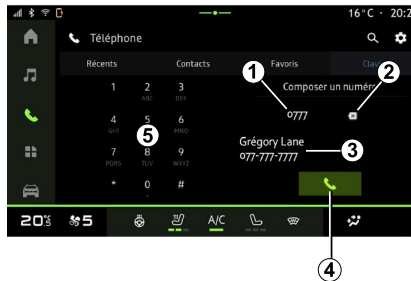 16°C · 20:2
Téléphone
Récents Contacts Favoris Clav
1 2 3
ABC DEF
Composer un numéro
1 2
0777
4 5 6
GHI MNO
5
Grégory Lane
077-777-7777
3
7 8 9
PQRS TUV WXYZ
* 0 #
20 5 A/C
4